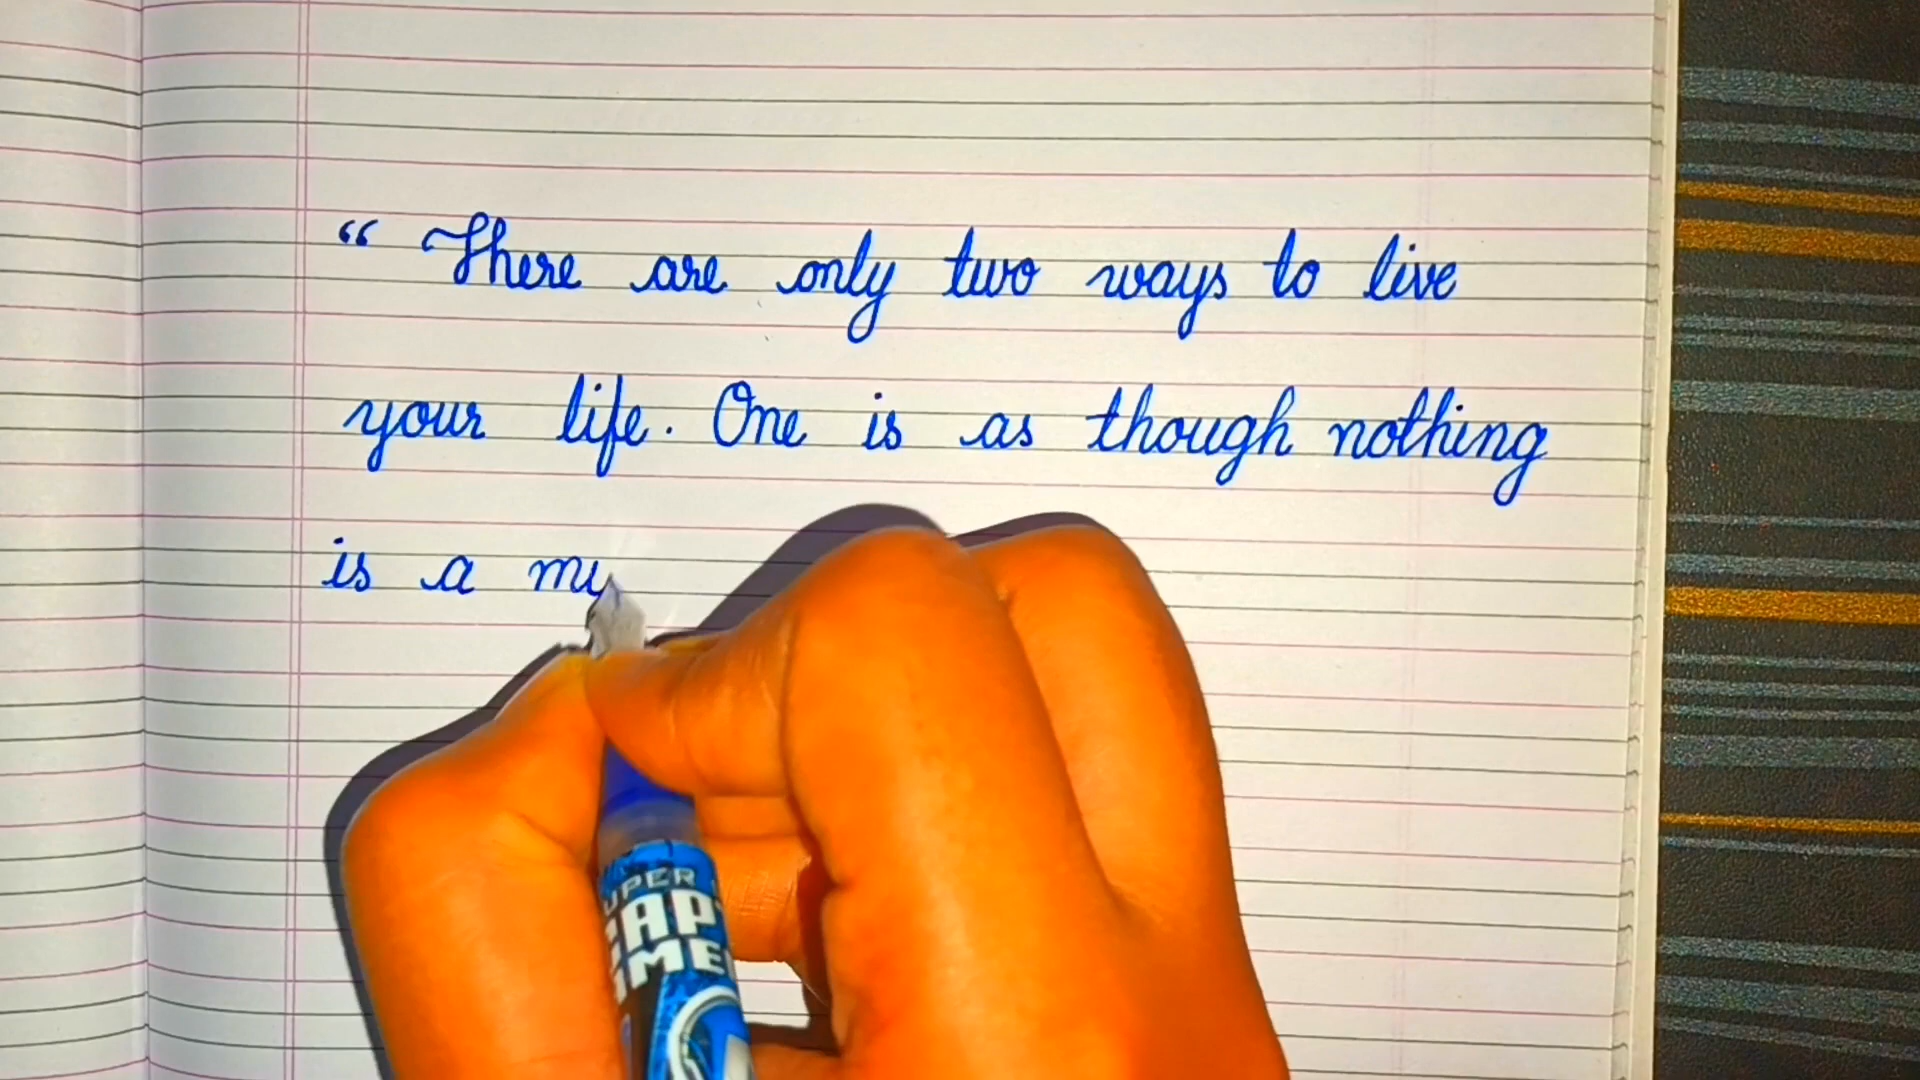 “ There are only two ways to live
your life. One is as though nothing
is a